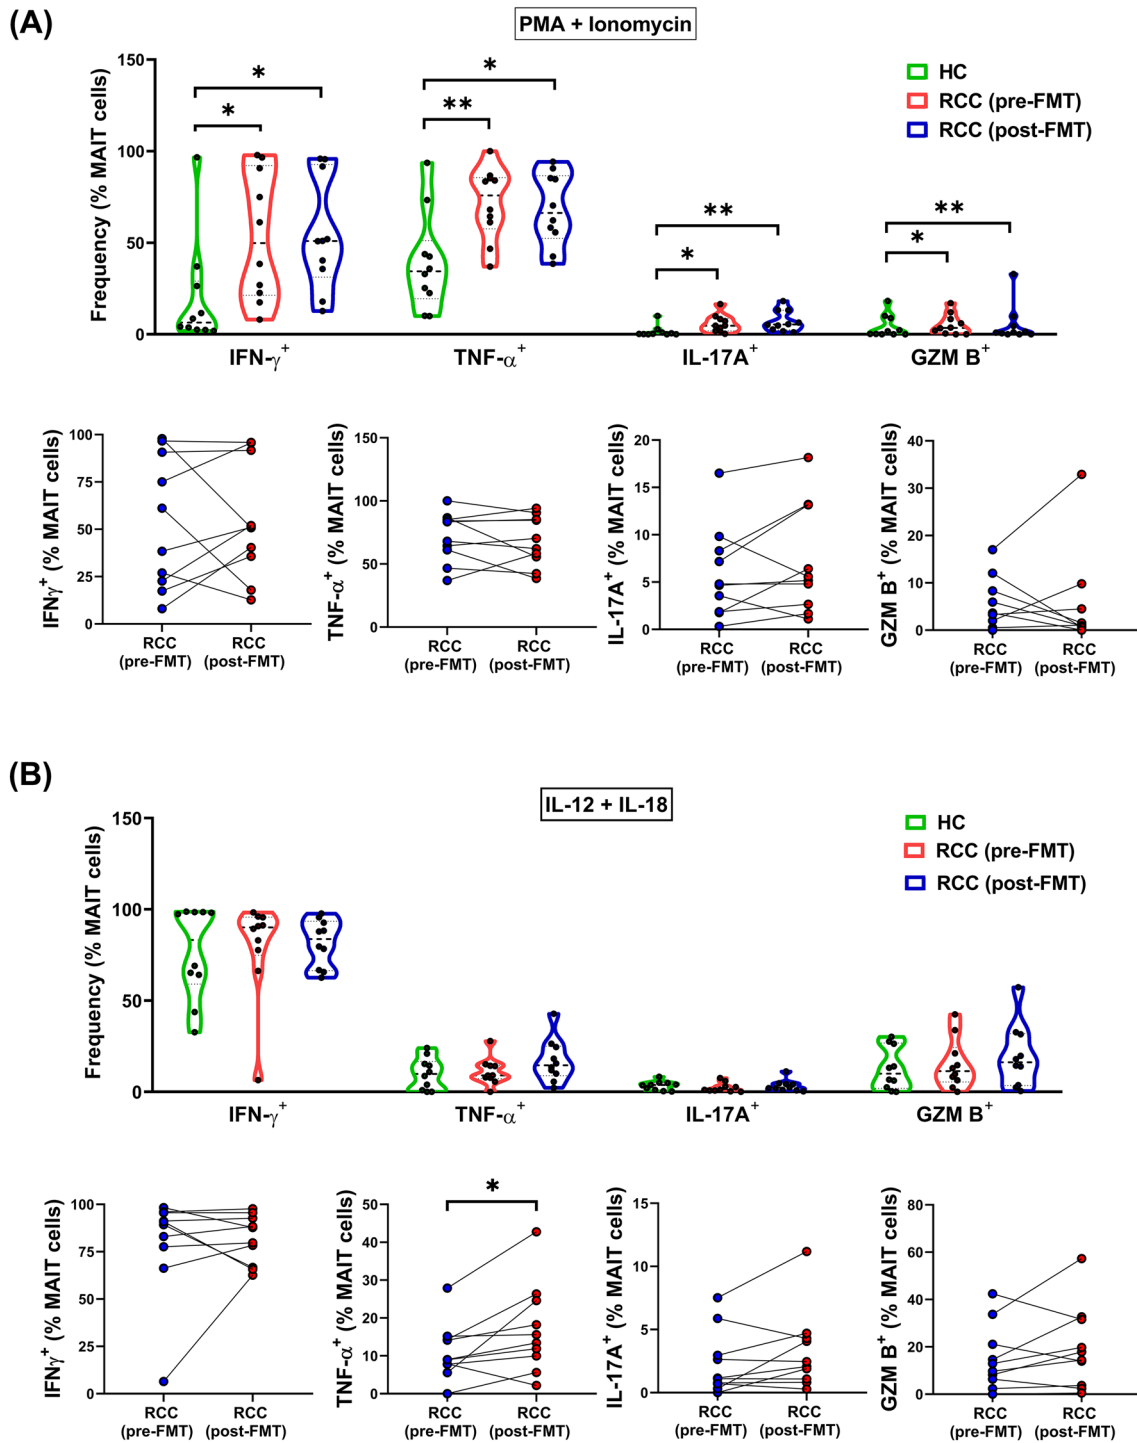 (A)
PMA + Ionomycin
Frequency (% MAIT cells)
150
100
50
0
HC
RCC (pre-FMT)
RCC (post-FMT)
*
*
*
**
**
*
**
*
IFN-γ+
TNF-α+
IL-17A+
GZM B+
IFNγ+ (% MAIT cells)
100
75
50
25
0
RCC
(pre-FMT)
RCC
(post-FMT)
TNF-α+ (% MAIT cells)
150
100
50
0
RCC
(pre-FMT)
RCC
(post-FMT)
IL-17A+ (% MAIT cells)
20
15
10
5
0
RCC
(pre-FMT)
RCC
(post-FMT)
GZM B+ (% MAIT cells)
40
30
20
10
0
RCC
(pre-FMT)
RCC
(post-FMT)
(B)
IL-12 + IL-18
Frequency (% MAIT cells)
150
100
50
0
HC
RCC (pre-FMT)
RCC (post-FMT)
IFN-γ+
TNF-α+
IL-17A+
GZM B+
IFNγ+ (% MAIT cells)
100
75
50
25
0
RCC
(pre-FMT)
RCC
(post-FMT)
TNF-α+ (% MAIT cells)
50
40
30
20
10
0
*
RCC
(pre-FMT)
RCC
(post-FMT)
IL-17A+ (% MAIT cells)
15
10
5
0
RCC
(pre-FMT)
RCC
(post-FMT)
GZM B+ (% MAIT cells)
80
60
40
20
0
RCC
(pre-FMT)
RCC
(post-FMT)